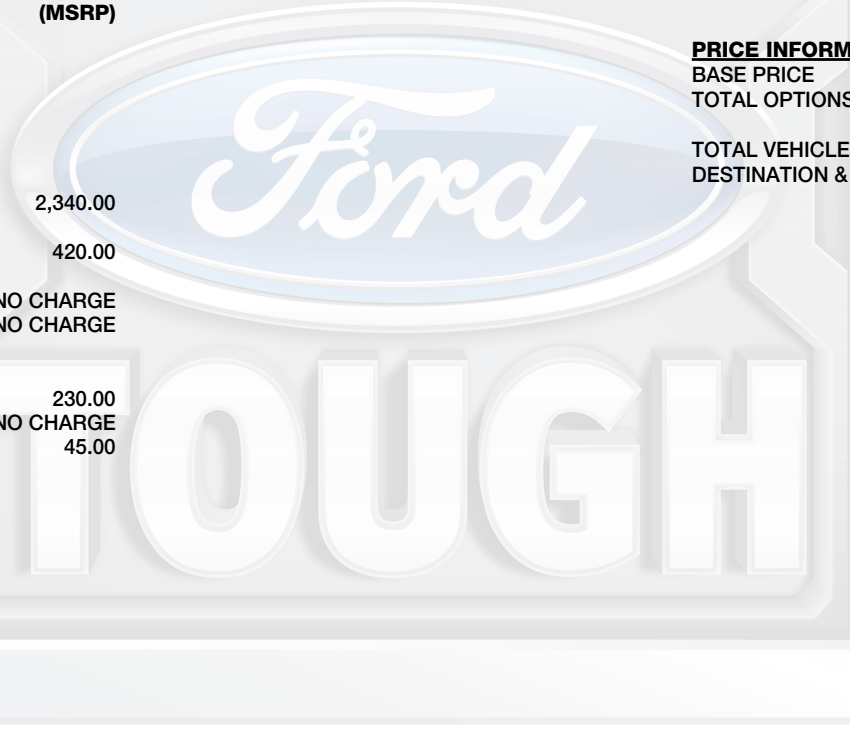 (MSRP)
2,340.00
420.00
NO CHARGE
NO CHARGE
230.00
NO CHARGE
45.00
PRICE INFORM
BASE PRICE
TOTAL OPTIONS
TOTAL VEHICLE
DESTINATION &
Ford
TOUGH